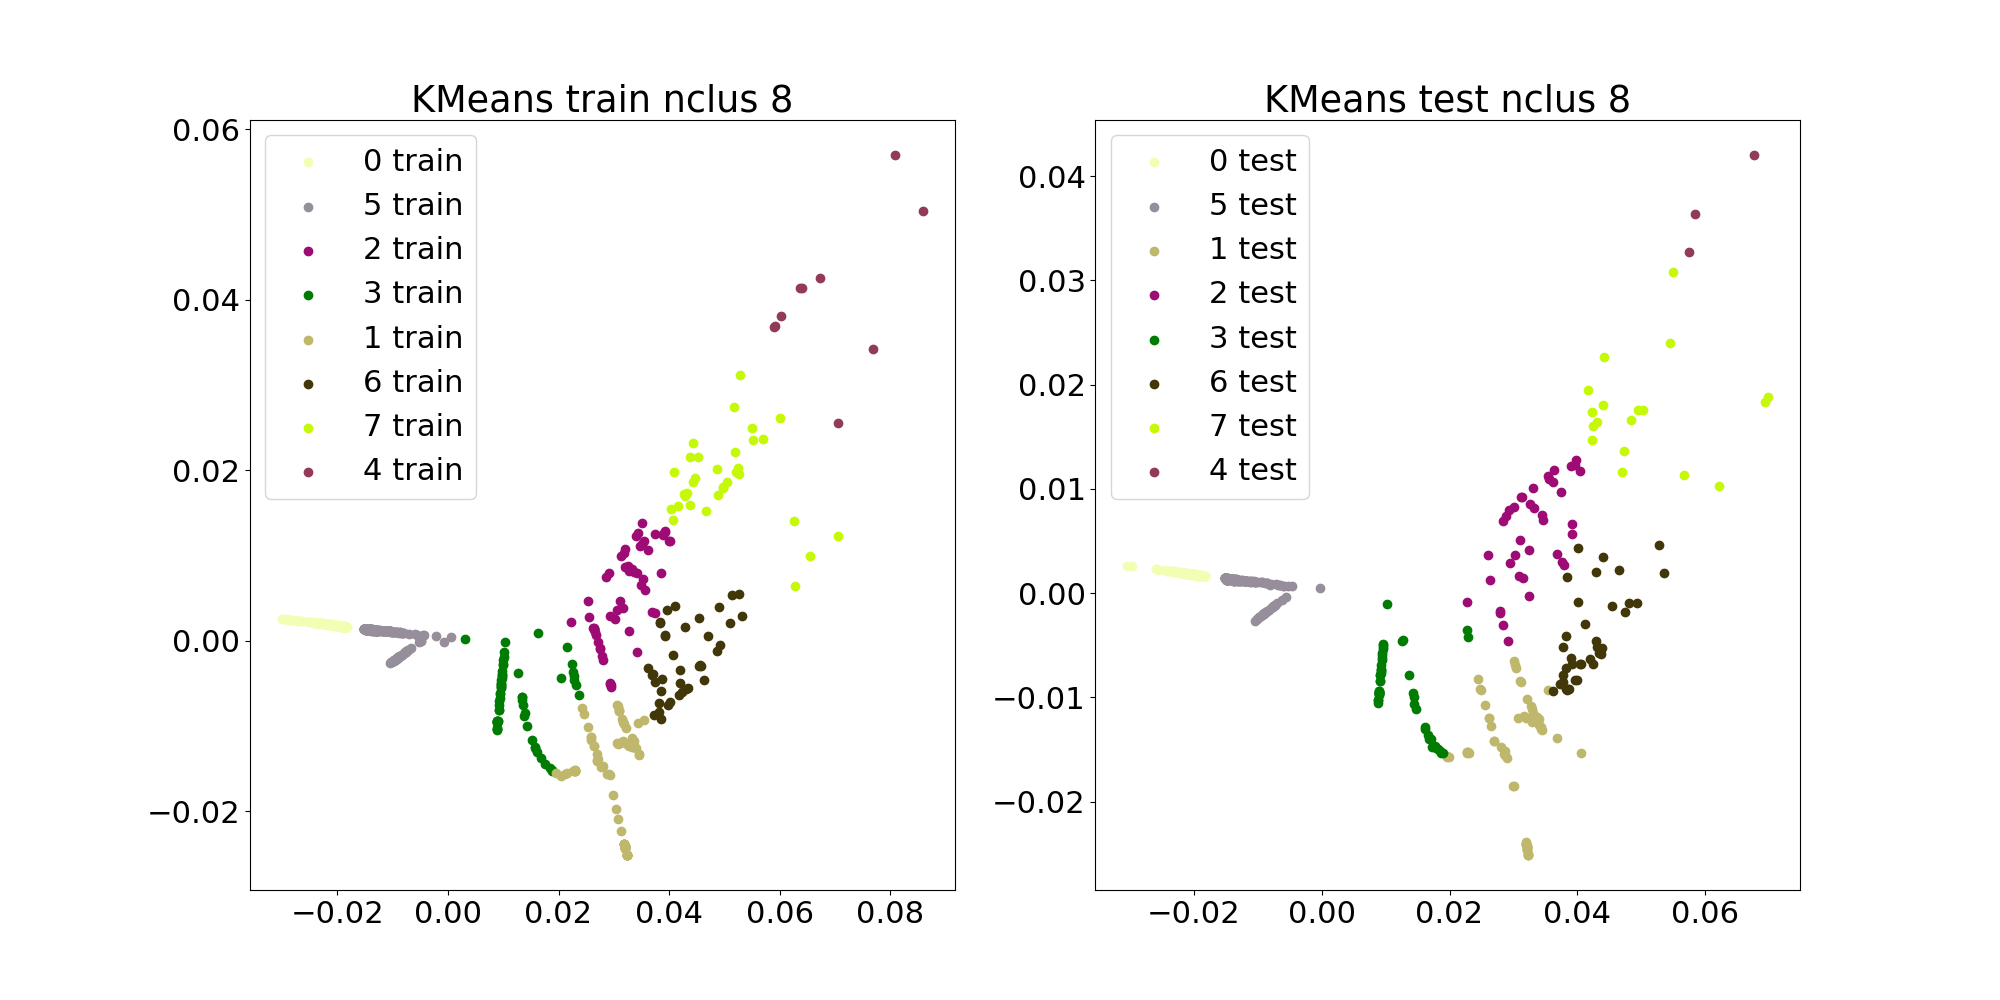 KMeans train nclus 8
0.06
0.04
0.02
0.00
−0.02
0 train
5 train
2 train
3 train
1 train
6 train
7 train
4 train
−0.02 0.00 0.02 0.04 0.06 0.08
KMeans test nclus 8
0.04
0.03
0.02
0.01
0.00
−0.01
−0.02
0 test
5 test
1 test
2 test
3 test
6 test
7 test
4 test
−0.02 0.00 0.02 0.04 0.06